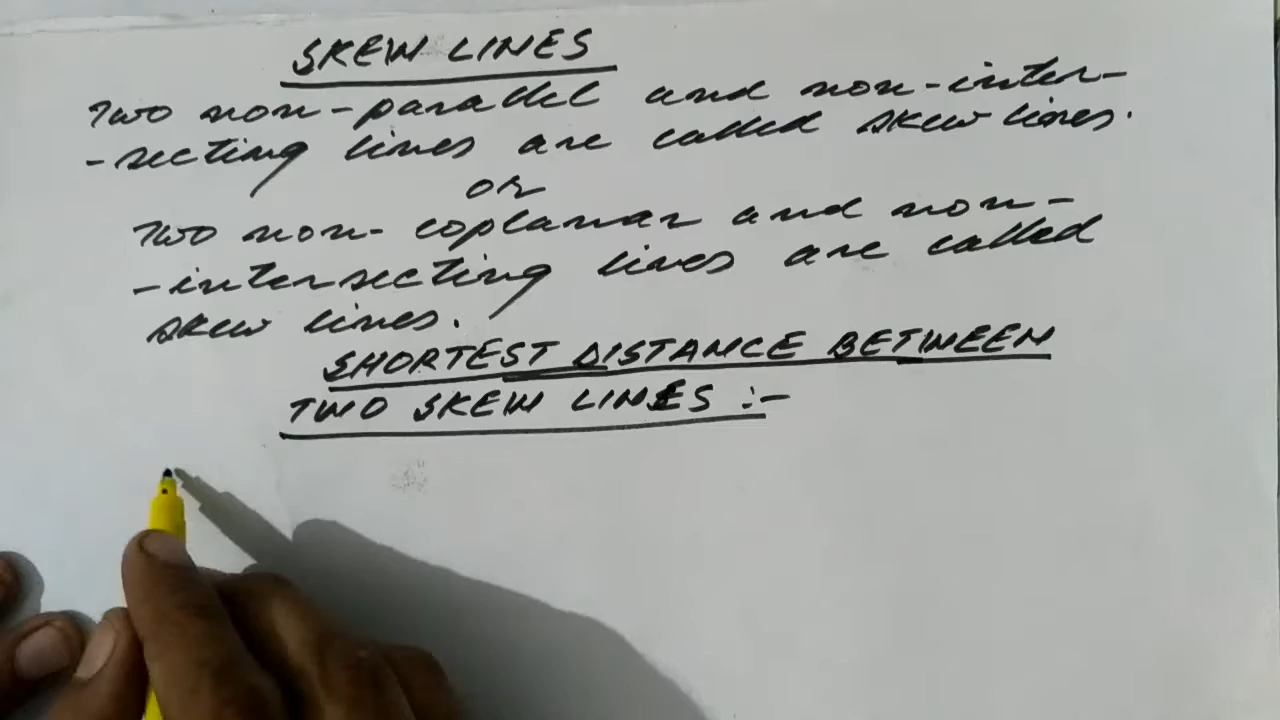 SKEW LINES
Two non-parallel and non-inter-
-secting lines are called skew lines.
or
Two non-coplanar and non-
-intersecting lines are called
skew lines.
SHORTEST DISTANCE BETWEEN
TWO SKEW LINES :-